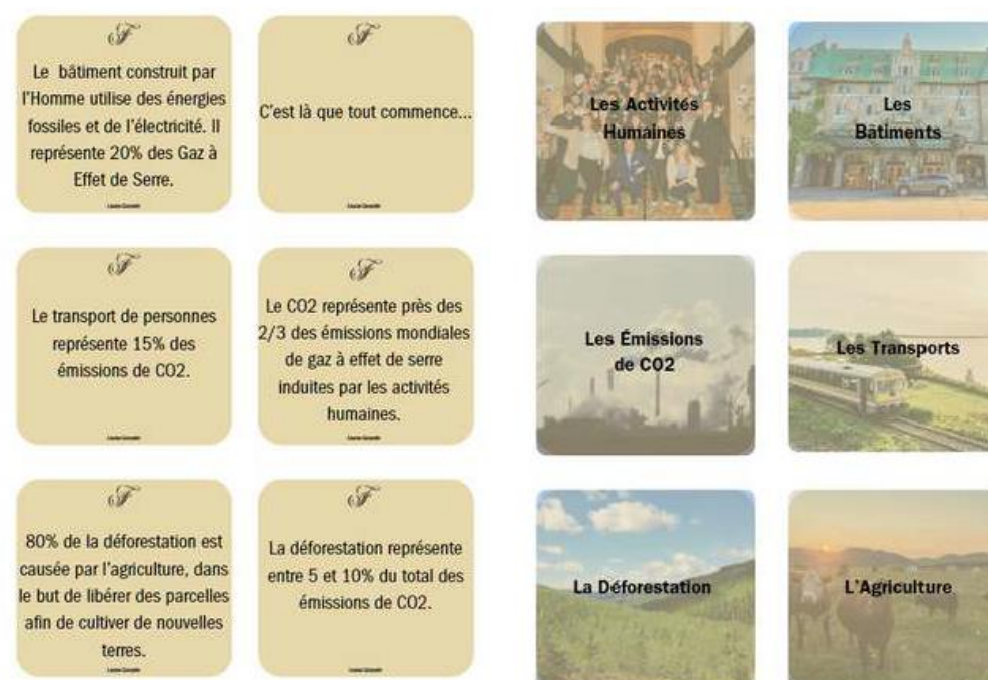 F
Le bâtiment construit par
l'Homme utilise des énergies
fossiles et de l'électricité. Il
représente 20% des Gaz à
Effet de Serre.
F
C'est là que tout commence...
Les Activités
Humaines
Les
Bâtiments
F
Le transport de personnes
représente 15% des
émissions de CO2.
F
Le CO2 représente près des
2/3 des émissions mondiales
de gaz à effet de serre
induites par les activités
humaines.
Les Émissions
de CO2
Les Transports
F
80% de la déforestation est
causée par l'agriculture, dans
le but de libérer des parcelles
afin de cultiver de nouvelles
terres.
F
La déforestation représente
entre 5 et 10% du total des
émissions de CO2.
La Déforestation
L'Agriculture